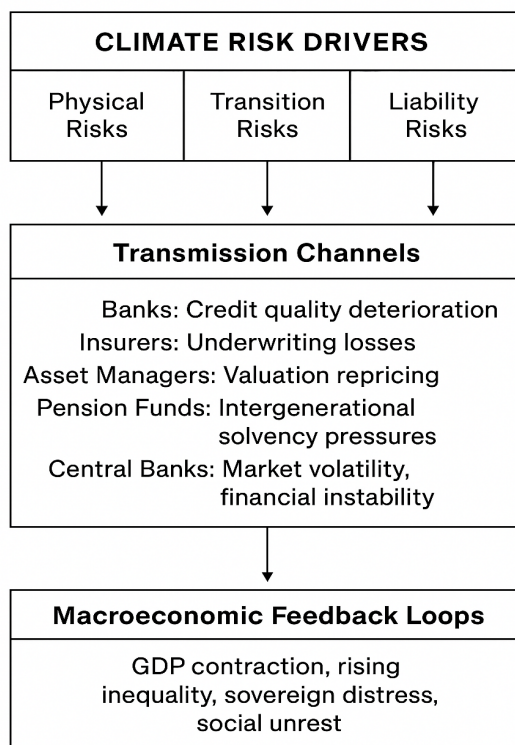 CLIMATE RISK DRIVERS
Physical Risks
Transition Risks
Liability Risks
Transmission Channels
Banks: Credit quality deterioration
Insurers: Underwriting losses
Asset Managers: Valuation repricing
Pension Funds: Intergenerational
solvency pressures
Central Banks: Market volatility,
financial instability
Macroeconomic Feedback Loops
GDP contraction, rising
inequality, sovereign distress,
social unrest